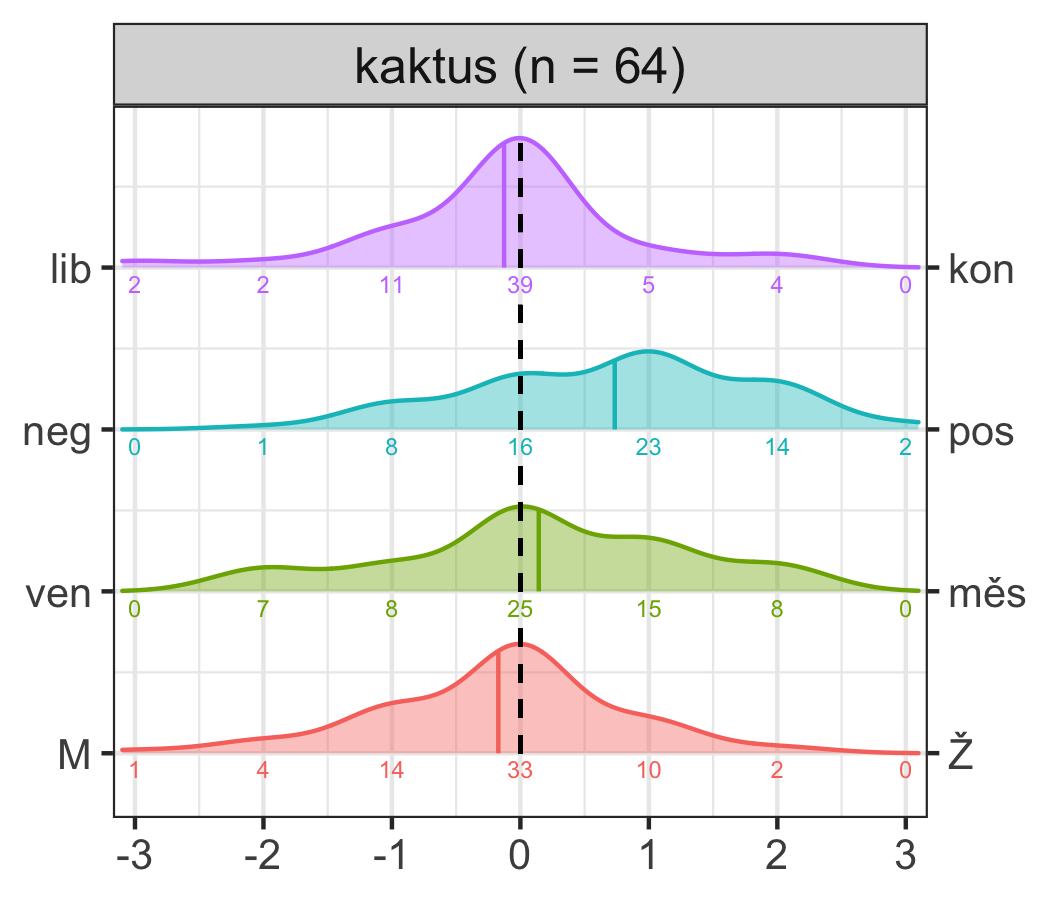 kaktus (n = 64)
lib kon
2 2 11 39 5 4 0
neg pos
0 1 8 16 23 14 2
ven měs
0 7 8 25 15 8 0
M Ž
1 4 14 33 10 2 0
-3 -2 -1 0 1 2 3